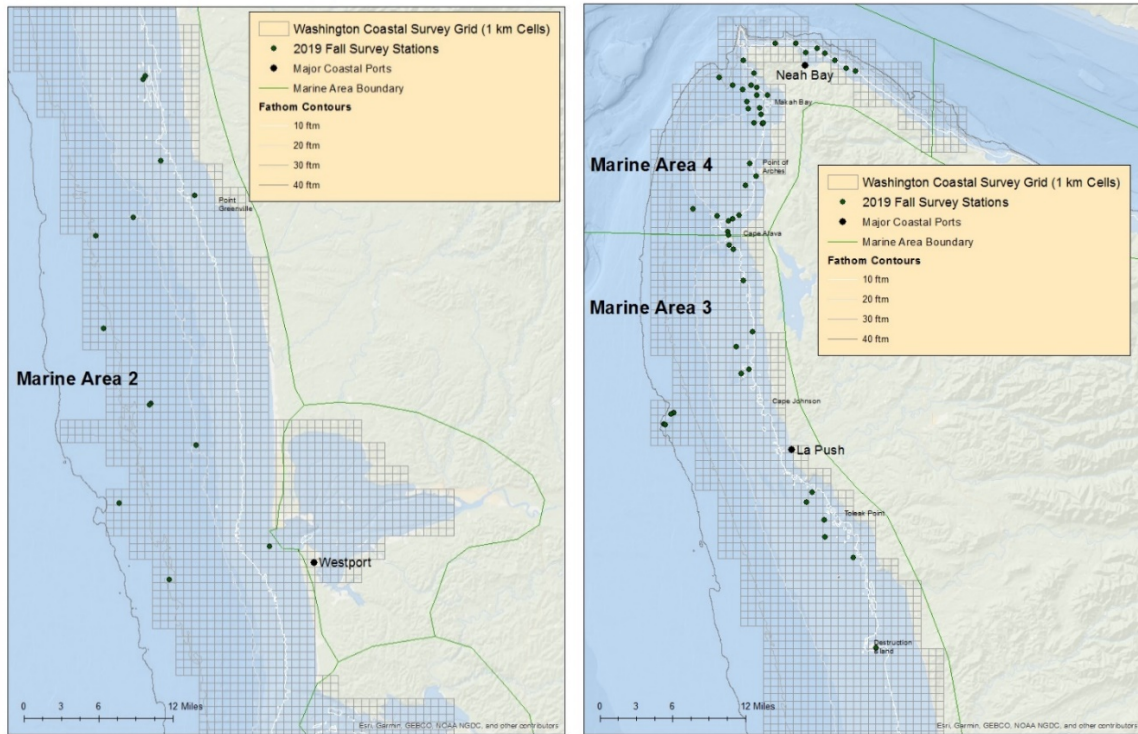 Washington Coastal Survey Grid (1 km Cells)
2019 Fall Survey Stations
Major Coastal Ports
Marine Area Boundary
Fathom Contours
10 ftm
20 ftm
30 ftm
40 ftm
Point
Greenville
Marine Area 2
Westport
0 3 6 12 Miles
Esri, Garmin, GEBCO, NOAA NGDC, and other contributors
Neah Bay
Makah Bay
Marine Area 4
Point of
Arches
Washington Coastal Survey Grid (1 km Cells)
2019 Fall Survey Stations
Major Coastal Ports
Marine Area Boundary
Fathom Contours
10 ftm
20 ftm
30 ftm
40 ftm
Cape Alava
Marine Area 3
Cape Johnson
La Push
Toleak Point
Destruction
Island
0 3 6 12 Miles
Esri, Garmin, GEBCO, NOAA NGDC, and other contributors